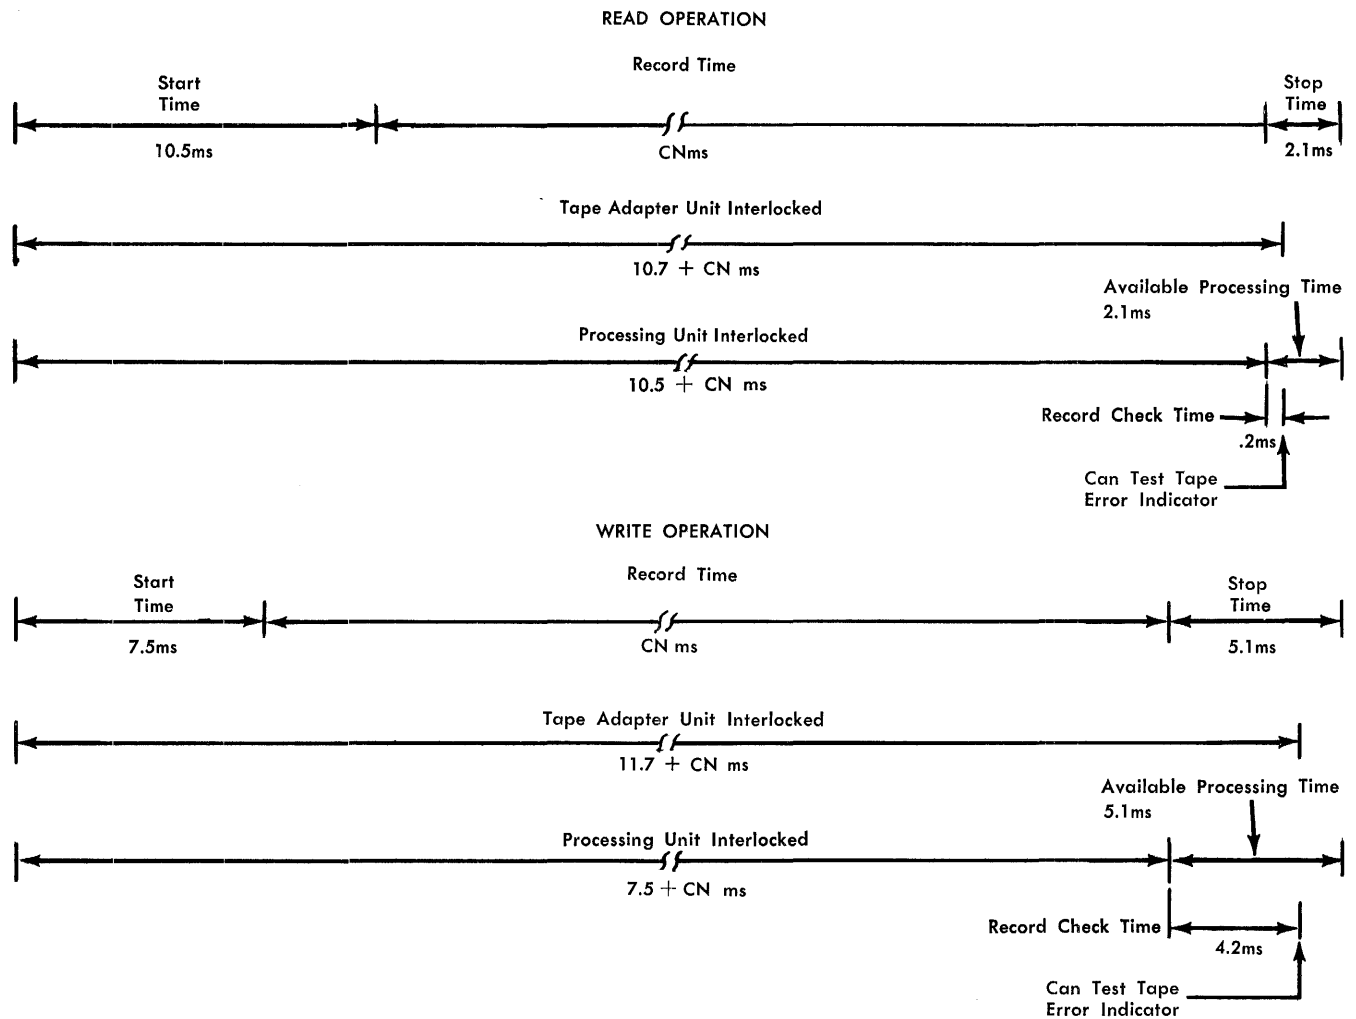 READ OPERATION
Record Time
Start
Time
Stop
Time
10.5ms
CNms
2.1ms
Tape Adapter Unit Interlocked
10.7 + CN ms
Available Processing Time
2.1ms
Processing Unit Interlocked
10.5 + CN ms
Record Check Time
.2ms
Can Test Tape
Error Indicator
WRITE OPERATION
Record Time
Start
Time
Stop
Time
7.5ms
CN ms
5.1ms
Tape Adapter Unit Interlocked
11.7 + CN ms
Available Processing Time
5.1ms
Processing Unit Interlocked
7.5 + CN ms
Record Check Time
4.2ms
Can Test Tape
Error Indicator